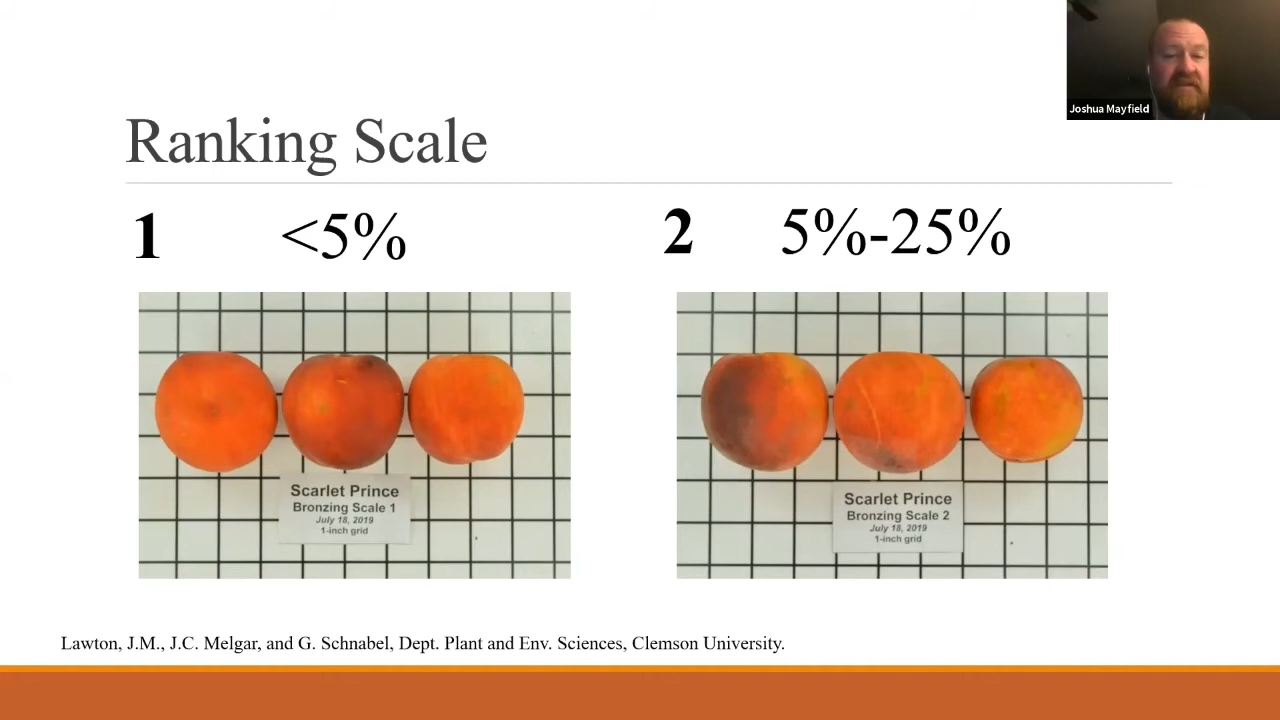 Joshua Mayfield
Ranking Scale
1 <5%
2 5%-25%
Scarlet Prince
Bronzing Scale 1
July 18, 2019
1-inch grid
Scarlet Prince
Bronzing Scale 2
July 18, 2019
1-inch grid
Lawton, J.M., J.C. Melgar, and G. Schnabel, Dept. Plant and Env. Sciences, Clemson University.